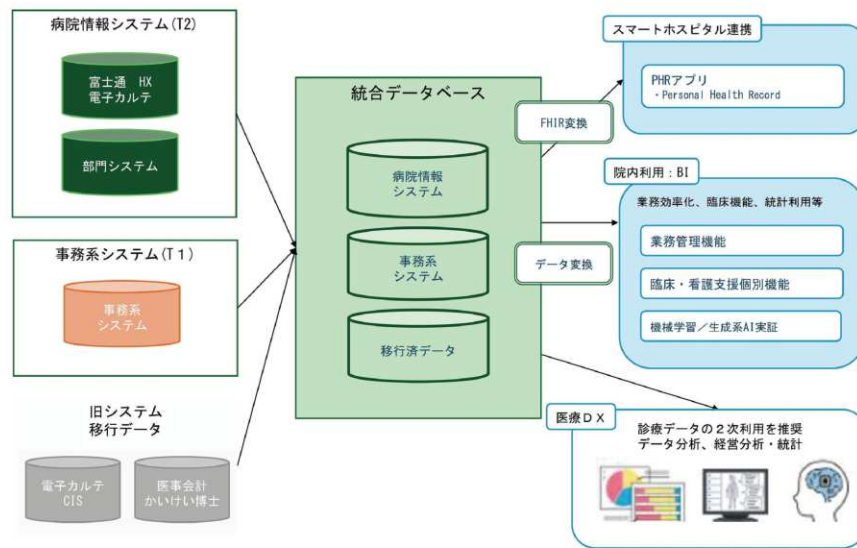 病院情報システム(T2)
富士通 HX
電子カルテ
部門システム
事務系システム(T1)
事務系
システム
旧システム
移行データ
電子カルテ
CIS
医事会計
かいけい博士
統合データベース
病院情報
システム
事務系
システム
移行済データ
FHIR変換
データ変換
スマートホスピタル連携
PHRアプリ
・Personal Health Record
院内利用：BI
業務効率化、臨床機能、統計利用等
業務管理機能
臨床・看護支援個別機能
機械学習／生成系AI実証
医療ＤＸ
診療データの２次利用を推奨
データ分析、経営分析・統計